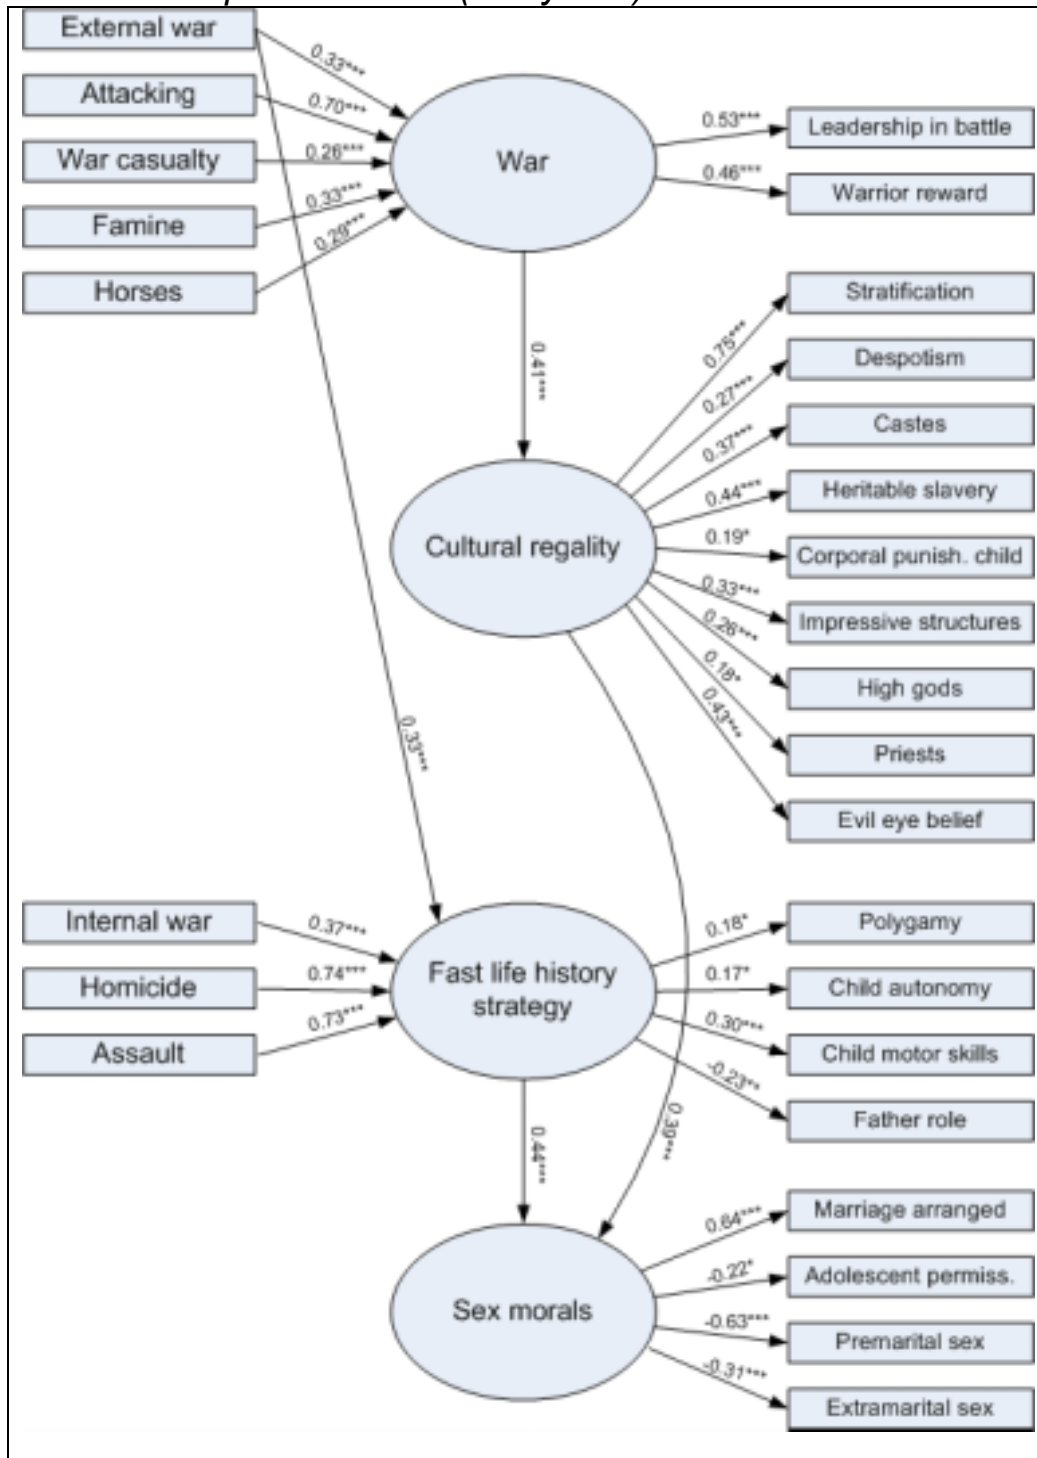 External war
Attacking
War casualty
Famine
Horses
0.33***
0.70***
0.26***
0.33***
0.29***
War
0.53***
0.46***
Leadership in battle
Warrior reward
0.41***
Cultural regality
0.75***
0.27***
0.37***
0.44***
0.19*
0.33***
0.26***
0.18*
0.43***
Stratification
Despotism
Castes
Heritable slavery
Corporal punish. child
Impressive structures
High gods
Priests
Evil eye belief
0.33***
Internal war
Homicide
Assault
0.37***
0.74***
0.73***
Fast life history
strategy
0.18*
0.17*
0.30***
-0.23**
Polygamy
Child autonomy
Child motor skills
Father role
0.44***
0.39***
Sex morals
0.64***
-0.22*
-0.63***
-0.31***
Marriage arranged
Adolescent permiss.
Premarital sex
Extramarital sex